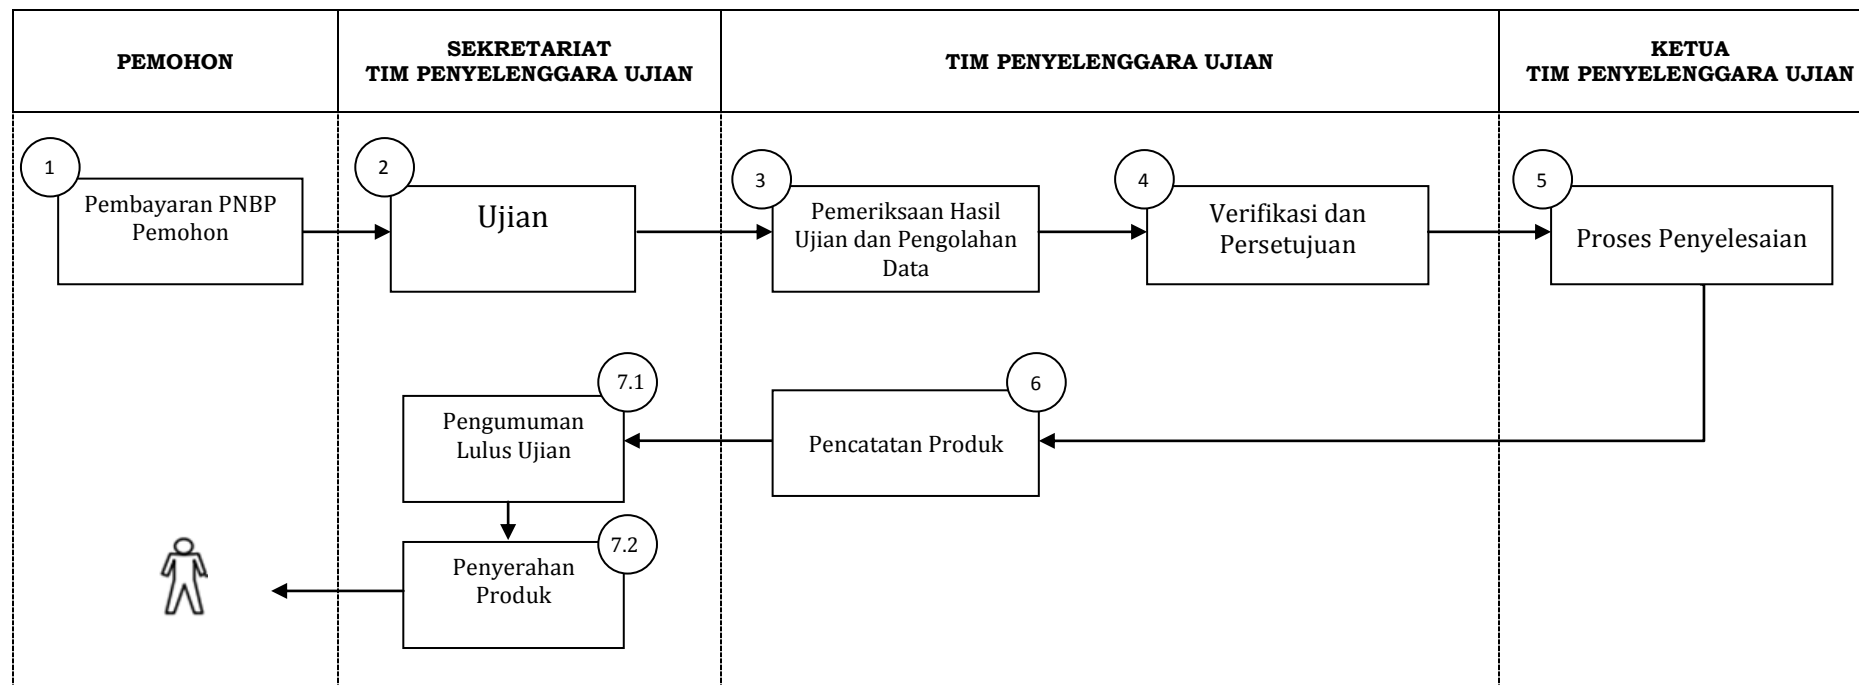 PEMOHON
SEKRETARIAT
TIM PENYELENGGARA UJIAN
TIM PENYELENGGARA UJIAN
KETUA
TIM PENYELENGGARA UJIAN
1
Pembayaran PNBP
Pemohon
2
Ujian
3
Pemeriksaan Hasil
Ujian dan Pengolahan
Data
4
Verifikasi dan
Persetujuan
5
Proses Penyelesaian
6
Pencatatan Produk
7.1
Pengumuman
Lulus Ujian
7.2
Penyerahan
Produk